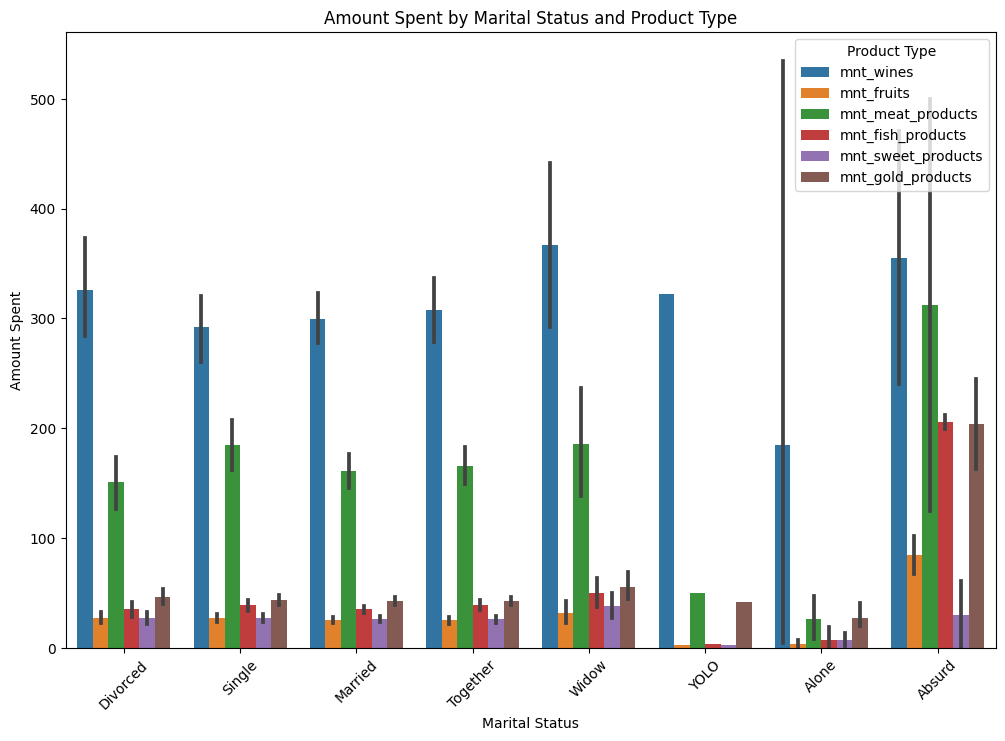 Amount Spent by Marital Status and Product Type
Product Type
mnt_wines
mnt_fruits
mnt_meat_products
mnt_fish_products
mnt_sweet_products
mnt_gold_products
Amount Spent
500
400
300
200
100
0
Divorced
Single
Married
Together
Widow
YOLO
Alone
Absurd
Marital Status